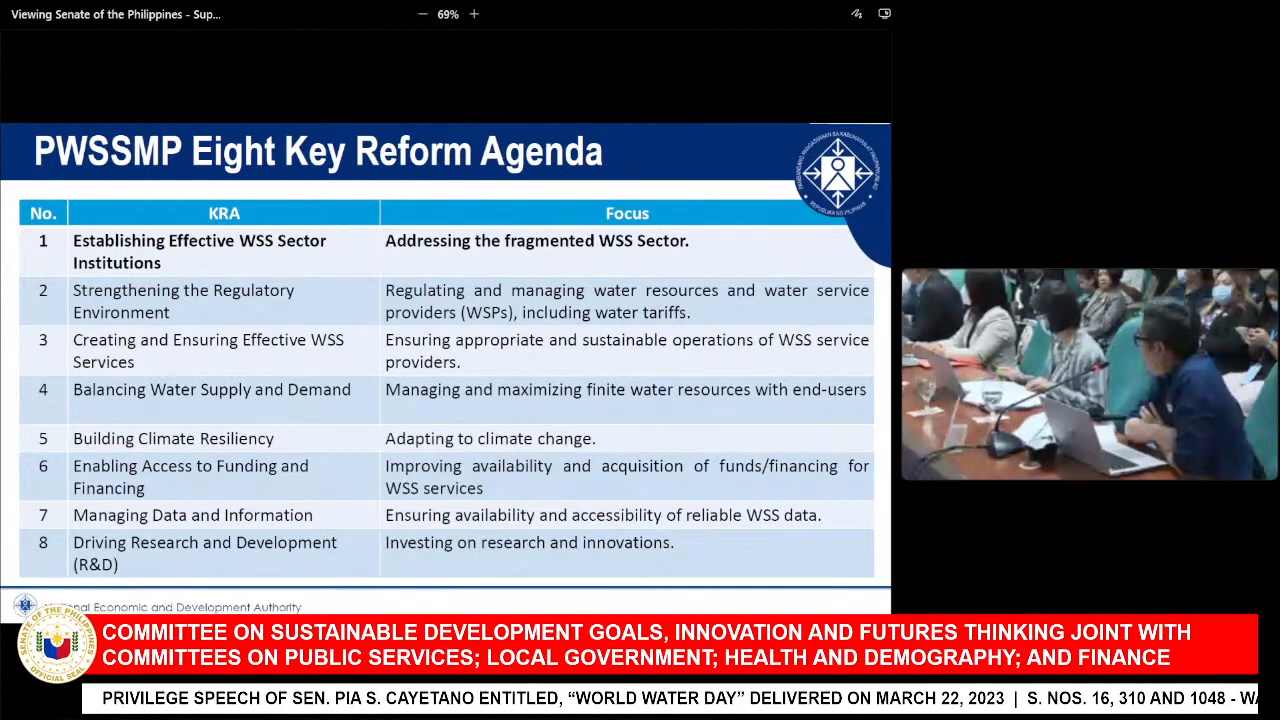 Viewing Senate of the Philippines - Sup...
69%
PWSSMP Eight Key Reform Agenda
No. KRA Focus
1 Establishing Effective WSS Sector Institutions Addressing the fragmented WSS Sector.
2 Strengthening the Regulatory Environment Regulating and managing water resources and water service providers (WSPs), including water tariffs.
3 Creating and Ensuring Effective WSS Services Ensuring appropriate and sustainable operations of WSS service providers.
4 Balancing Water Supply and Demand Managing and maximizing finite water resources with end-users
5 Building Climate Resiliency Adapting to climate change.
6 Enabling Access to Funding and Financing Improving availability and acquisition of funds/financing for WSS services
7 Managing Data and Information Ensuring availability and accessibility of reliable WSS data.
8 Driving Research and Development (R&D) Investing on research and innovations.
Economic and Development Authority
SENATE OF THE PHILIPPINES
OFFICIAL SEAL
COMMITTEE ON SUSTAINABLE DEVELOPMENT GOALS, INNOVATION AND FUTURES THINKING JOINT WITH
COMMITTEES ON PUBLIC SERVICES; LOCAL GOVERNMENT; HEALTH AND DEMOGRAPHY; AND FINANCE
PRIVILEGE SPEECH OF SEN. PIA S. CAYETANO ENTITLED, “WORLD WATER DAY” DELIVERED ON MARCH 22, 2023 | S. NOS. 16, 310 AND 1048 -